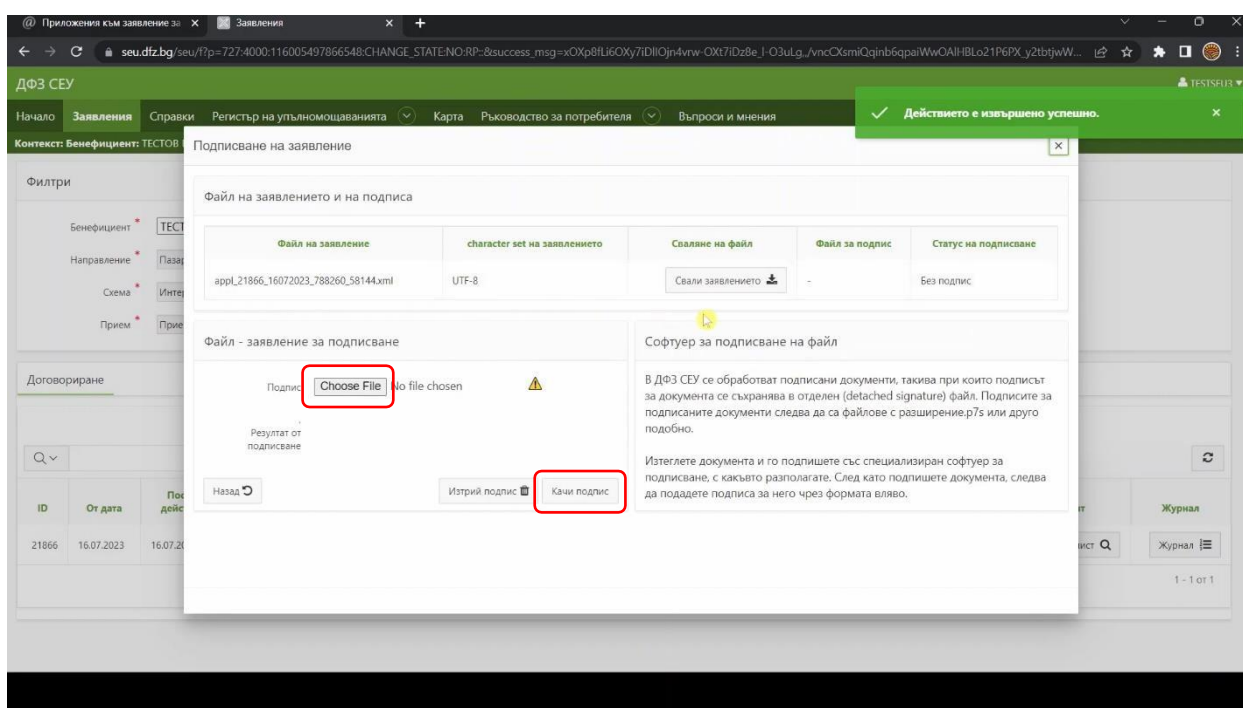 Приложения към заявление за
Заявления
seu.dfz.bg/seu/f?p=727:4000:116005497866548:CHANGE_STATE:NO:RP:
ДФЗ СЕУ
TESTSEU3
Начало Заявления Справки Регистър на упълномощаванията Карта Ръководство за потребителя Въпроси и мнения
Действието е извършено успешно.
Контекст: Бенефициент: ТЕСТОВ
Подписване на заявление
Филтри
Файл на заявлението и на подписа
Бенефициент *
Направление * Пазар
Схема * Интер
Прием * Прие
Файл на заявление character set на заявлението Сваляне на файл Файл за подпис Статус на подписване
appl_21866_16072023_788260_58144.xml UTF-8 Свали заявлението - Без подпис
Файл - заявление за подписване
Софтуер за подписване на файл
Договориране
Подпис Choose File No file chosen
Резултат от
подписване
Назад Изтрий подпис Качи подпис
В ДФЗ СЕУ се обработват подписани документи, такива при които подписът
за документа се съхранява в отделен (detached signature) файл. Подписите за
подписаните документи следва да са файлове с разширение.p7s или друго
подобно.
Изтеглете документа и го подпишете със специализиран софтуер за
подписване, с какъвто разполагате. След като подпишете документа, следва
да подадете подписа за него чрез формата вляво.
ID От дата Журнал
21866 16.07.2023 Журнал
1 - 1 от 1